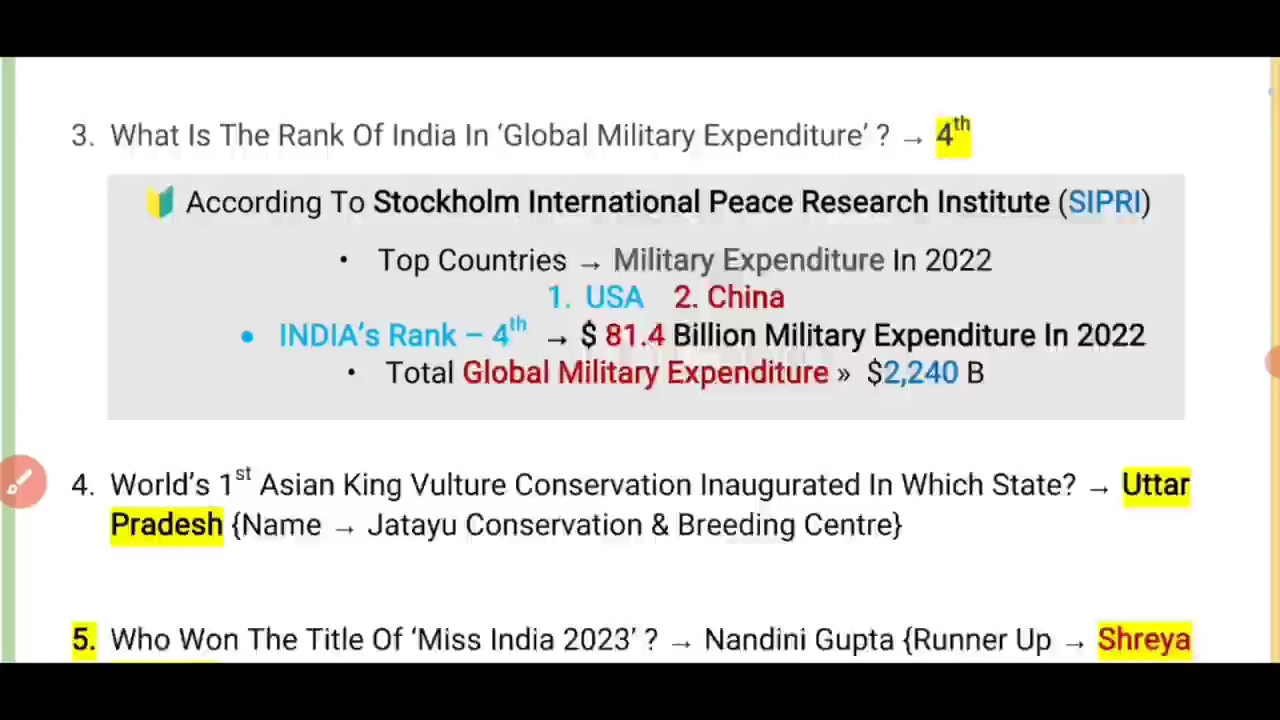 3. What Is The Rank Of India In ‘Global Military Expenditure’ ? → 4th
According To Stockholm International Peace Research Institute (SIPRI)
• Top Countries → Military Expenditure In 2022
1. USA 2. China
• INDIA’s Rank – 4th → $ 81.4 Billion Military Expenditure In 2022
• Total Global Military Expenditure » $2,240 B
4. World’s 1st Asian King Vulture Conservation Inaugurated In Which State? → Uttar
Pradesh {Name → Jatayu Conservation & Breeding Centre}
5. Who Won The Title Of ‘Miss India 2023’ ? → Nandini Gupta {Runner Up → Shreya